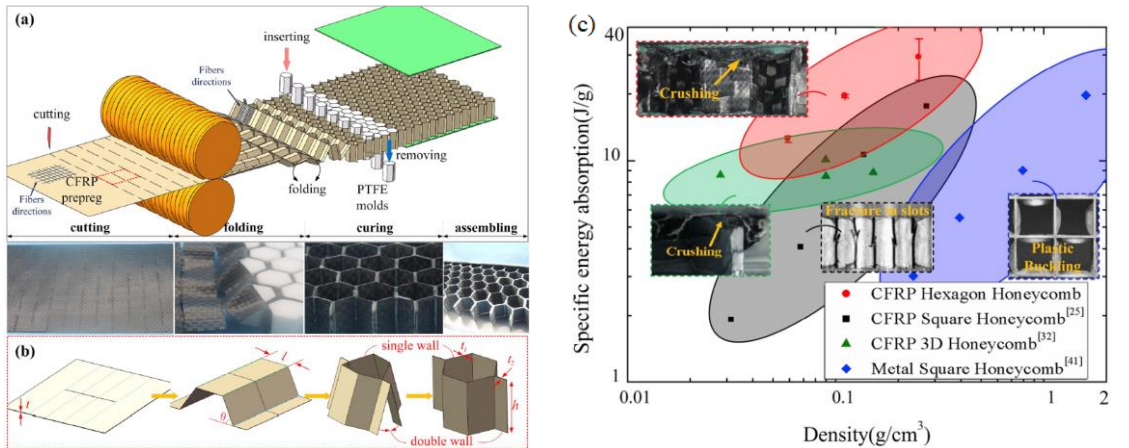 (a)
inserting
Fibers
directions
cutting
removing
CFRP
prepreg
Fibers
directions
folding
PTFE
molds
cutting
folding
curing
assembling
(b)
single wall
t₁
t₂
l
l
t
θ
h
double wall
(c)
Specific energy absorption(J/g)
40
10
1
Crushing
Crushing
Fracture in slots
Plastic
Buckling
CFRP Hexagon Honeycomb
CFRP Square Honeycomb[25]
CFRP 3D Honeycomb[32]
Metal Square Honeycomb[41]
0.01
0.1
1
2
Density(g/cm³)